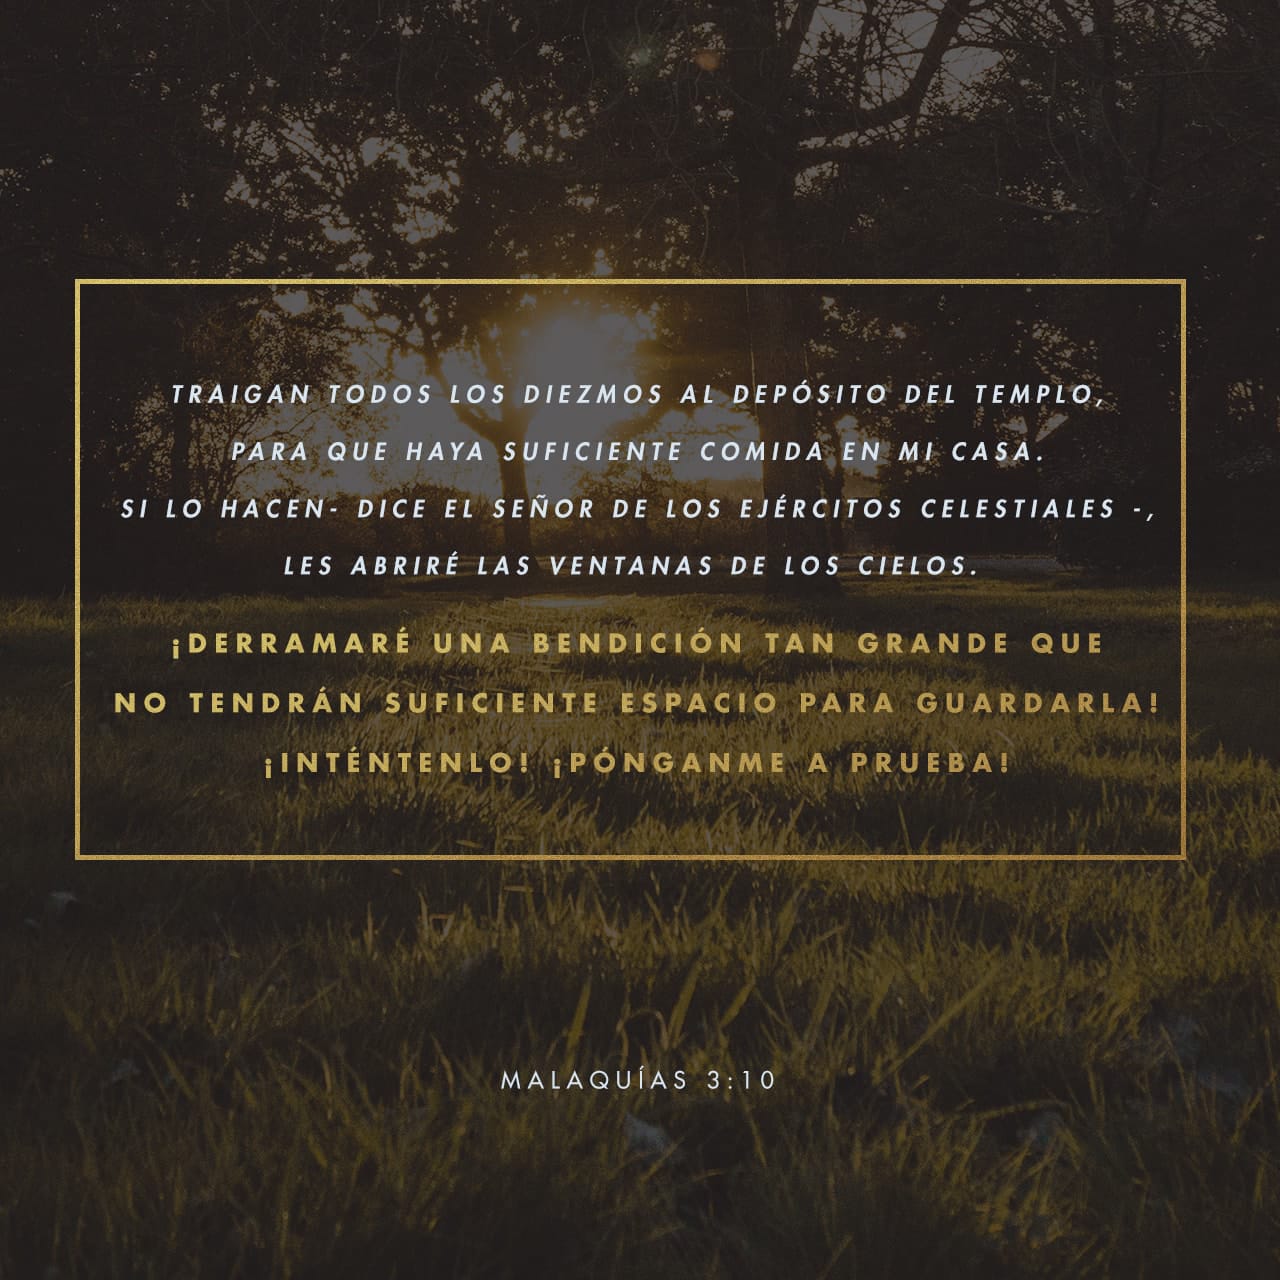 TRAIGAN TODOS LOS DIEZMOS AL DEPÓSITO DEL TEMPLO,
PARA QUE HAYA SUFICIENTE COMIDA EN MI CASA.
SI LO HACEN- DICE EL SEÑOR DE LOS EJÉRCITOS CELESTIALES -,
LES ABRIRÉ LAS VENTANAS DE LOS CIELOS.
¡DERRAMARÉ UNA BENDICIÓN TAN GRANDE QUE
NO TENDRÁN SUFICIENTE ESPACIO PARA GUARDARLA!
¡INTÉNTENLO! ¡PÓNGANME A PRUEBA!
MALAQUÍAS 3:10